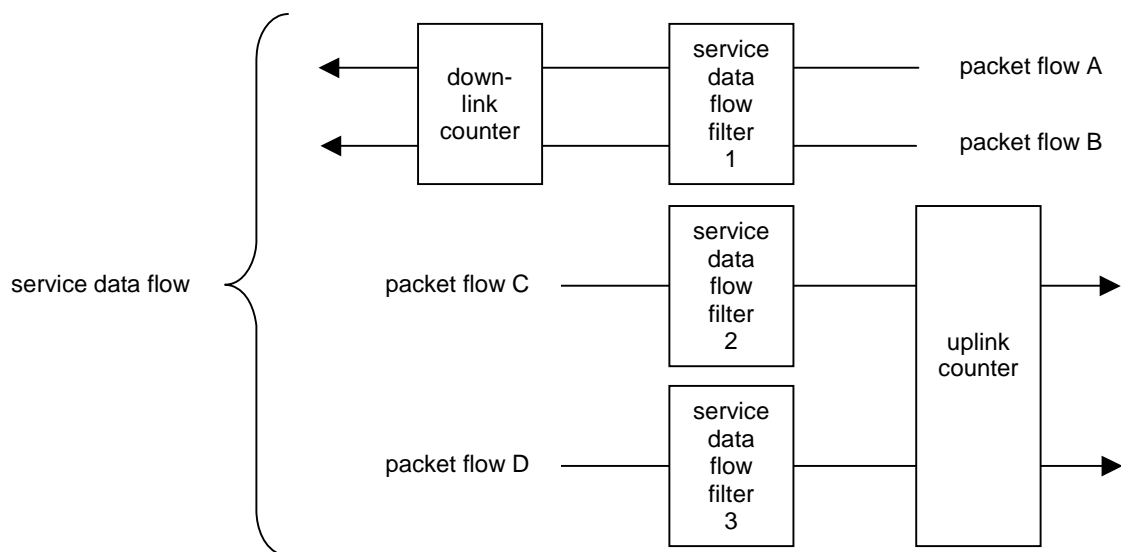 down-
link
counter
service
data
flow
filter
1
packet flow A
packet flow B
service data flow
packet flow C
service
data
flow
filter
2
uplink
counter
packet flow D
service
data
flow
filter
3